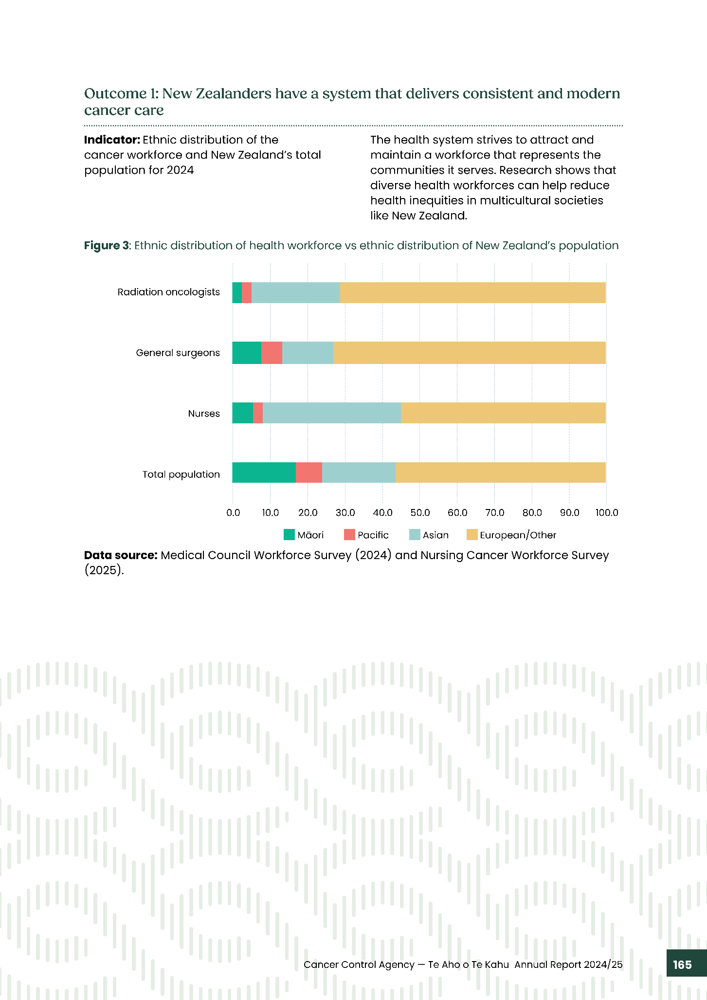 Outcome 1: New Zealanders have a system that delivers consistent and modern
cancer care
Indicator: Ethnic distribution of the
cancer workforce and New Zealand’s total
population for 2024
The health system strives to attract and
maintain a workforce that represents the
communities it serves. Research shows that
diverse health workforces can help reduce
health inequities in multicultural societies
like New Zealand.
Figure 3: Ethnic distribution of health workforce vs ethnic distribution of New Zealand’s population
Radiation oncologists
General surgeons
Nurses
Total population
0.0 10.0 20.0 30.0 40.0 50.0 60.0 70.0 80.0 90.0 100.0
Māori Pacific Asian European/Other
Data source: Medical Council Workforce Survey (2024) and Nursing Cancer Workforce Survey
(2025).
Cancer Control Agency — Te Aho o Te Kahu Annual Report 2024/25 165